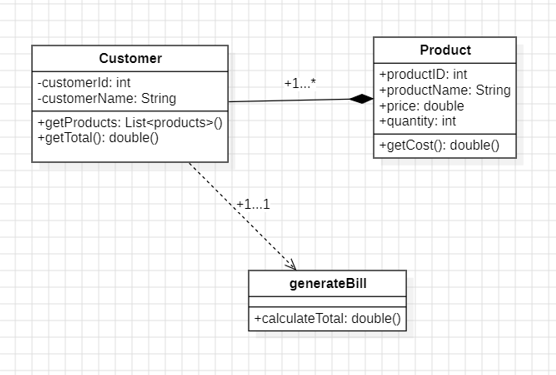 Customer
-customerId: int
-customerName: String
+getProducts: List<products>()
+getTotal(): double()
+1...*
Product
+productID: int
+productName: String
+price: double
+quantity: int
+getCost(): double()
+1...1
generateBill
+calculateTotal: double()